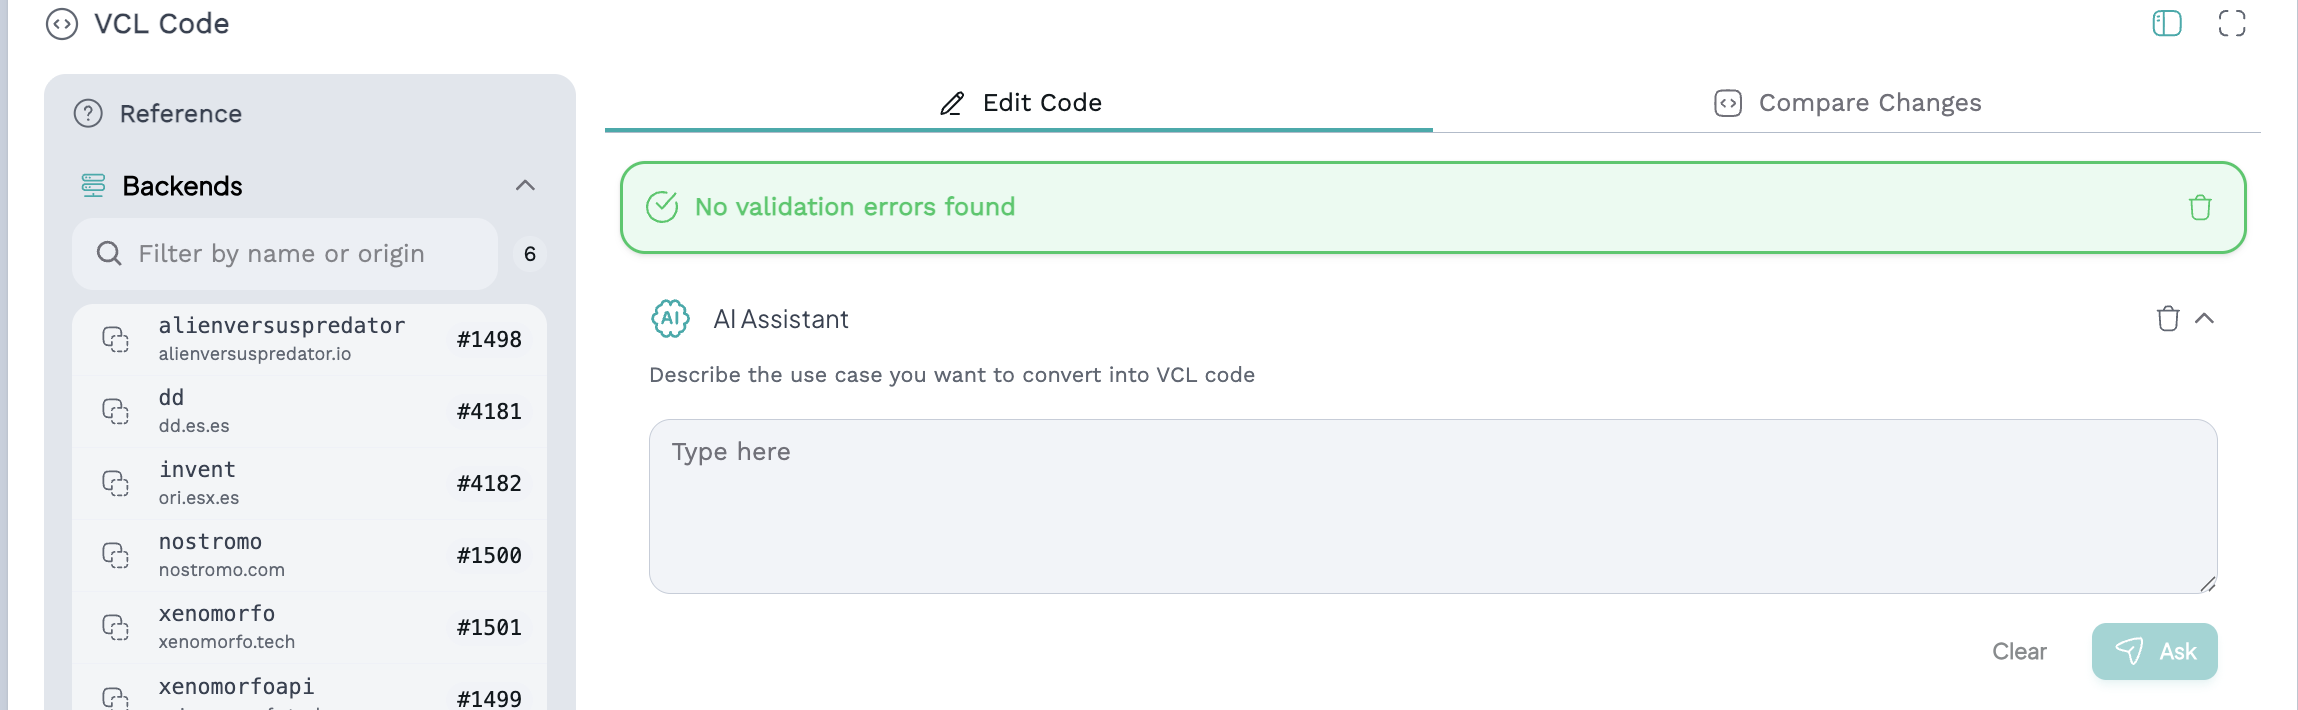 VCL Code
Reference
Backends
Filter by name or origin
6
alienversuspredator
alienversuspredator.io
#1498
dd
dd.es.es
#4181
invent
ori.esx.es
#4182
nostromo
nostromo.com
#1500
xenomorfo
xenomorfo.tech
#1501
xenomorfoapi
#1499
Edit Code
Compare Changes
No validation errors found
AI
AI Assistant
Describe the use case you want to convert into VCL code
Type here
Clear
Ask